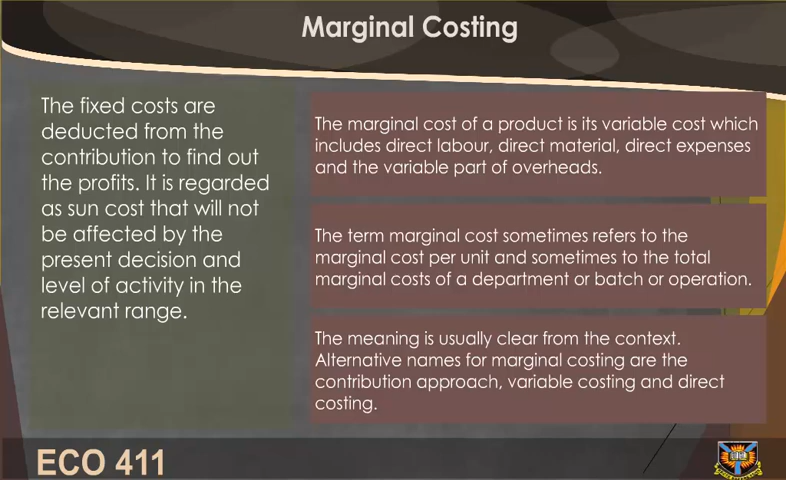 Marginal Costing
The fixed costs are
deducted from the
contribution to find out
the profits. It is regarded
as sun cost that will not
be affected by the
present decision and
level of activity in the
relevant range.
The marginal cost of a product is its variable cost which
includes direct labour, direct material, direct expenses
and the variable part of overheads.
The term marginal cost sometimes refers to the
marginal cost per unit and sometimes to the total
marginal costs of a department or batch or operation.
The meaning is usually clear from the context.
Alternative names for marginal costing are the
contribution approach, variable costing and direct
costing.
ECO 411